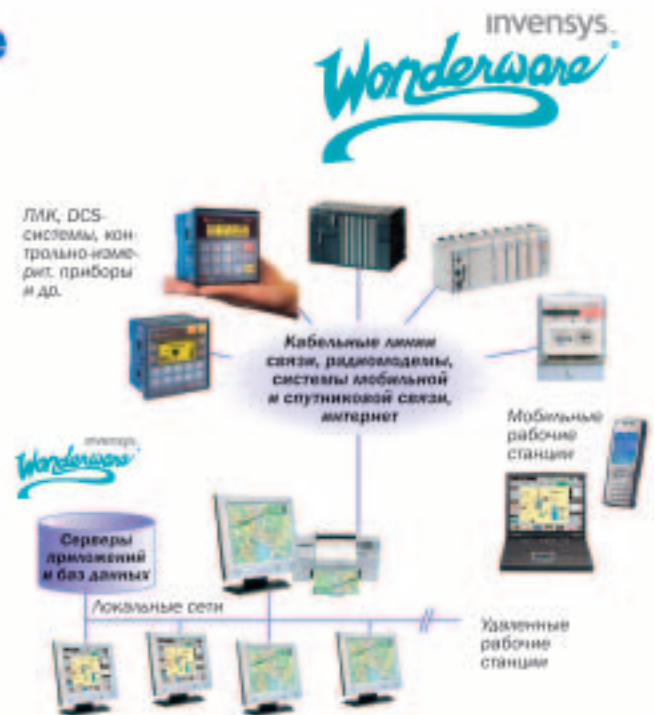 e
invensys.
Wonderware
ПЛК, DCS-
системы, кон-
трольно-изме-
рит. приборы
и др.
Кабельные линии
связи, радиомодемы,
системы мобильной
и спутниковой связи,
интернет
Мобильные
рабочие
станции
invensys.
Wonderware
Серверы
приложений
и баз данных
Локальные сети
Удаленные
рабочие
станции